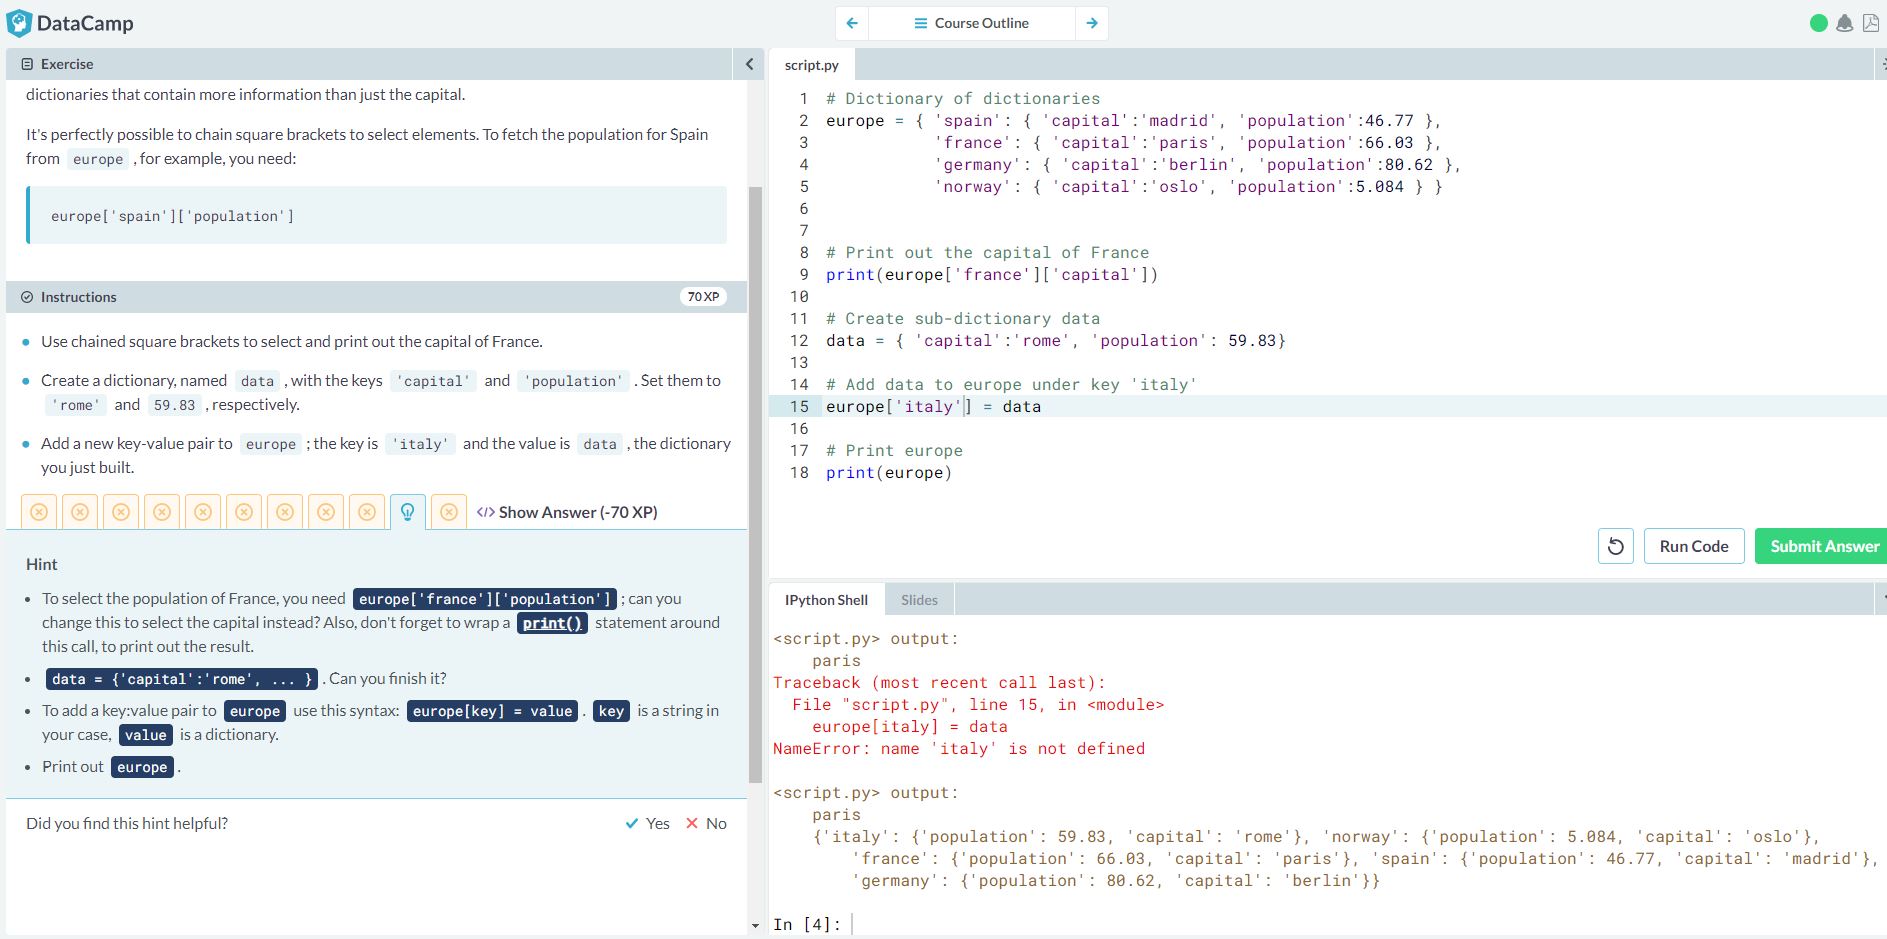 DataCamp
Course Outline
Exercise
dictionaries that contain more information than just the capital.
It's perfectly possible to chain square brackets to select elements. To fetch the population for Spain
from europe , for example, you need:
europe['spain']['population']
Instructions
70 XP
Use chained square brackets to select and print out the capital of France.
Create a dictionary, named data , with the keys 'capital' and 'population' . Set them to
'rome' and 59.83 , respectively.
Add a new key-value pair to europe ; the key is 'italy' and the value is data , the dictionary
you just built.
</> Show Answer (-70 XP)
Hint
To select the population of France, you need europe['france']['population'] ; can you
change this to select the capital instead? Also, don't forget to wrap a print() statement around
this call, to print out the result.
data = {'capital':'rome', ... } . Can you finish it?
To add a key:value pair to europe use this syntax: europe[key] = value . key is a string in
your case, value is a dictionary.
Print out europe .
Did you find this hint helpful?
Yes
No
script.py
1 # Dictionary of dictionaries
2 europe = { 'spain': { 'capital':'madrid', 'population':46.77 },
3 'france': { 'capital':'paris', 'population':66.03 },
4 'germany': { 'capital':'berlin', 'population':80.62 },
5 'norway': { 'capital':'oslo', 'population':5.084 } }
6
7
8 # Print out the capital of France
9 print(europe['france']['capital'])
10
11 # Create sub-dictionary data
12 data = { 'capital':'rome', 'population': 59.83}
13
14 # Add data to europe under key 'italy'
15 europe['italy'] = data
16
17 # Print europe
18 print(europe)
Run Code
Submit Answer
IPython Shell
Slides
<script.py> output:
paris
Traceback (most recent call last):
File "script.py", line 15, in <module>
europe[italy] = data
NameError: name 'italy' is not defined
<script.py> output:
paris
{'italy': {'population': 59.83, 'capital': 'rome'}, 'norway': {'population': 5.084, 'capital': 'oslo'},
'france': {'population': 66.03, 'capital': 'paris'}, 'spain': {'population': 46.77, 'capital': 'madrid'},
'germany': {'population': 80.62, 'capital': 'berlin'}}
In [4]: